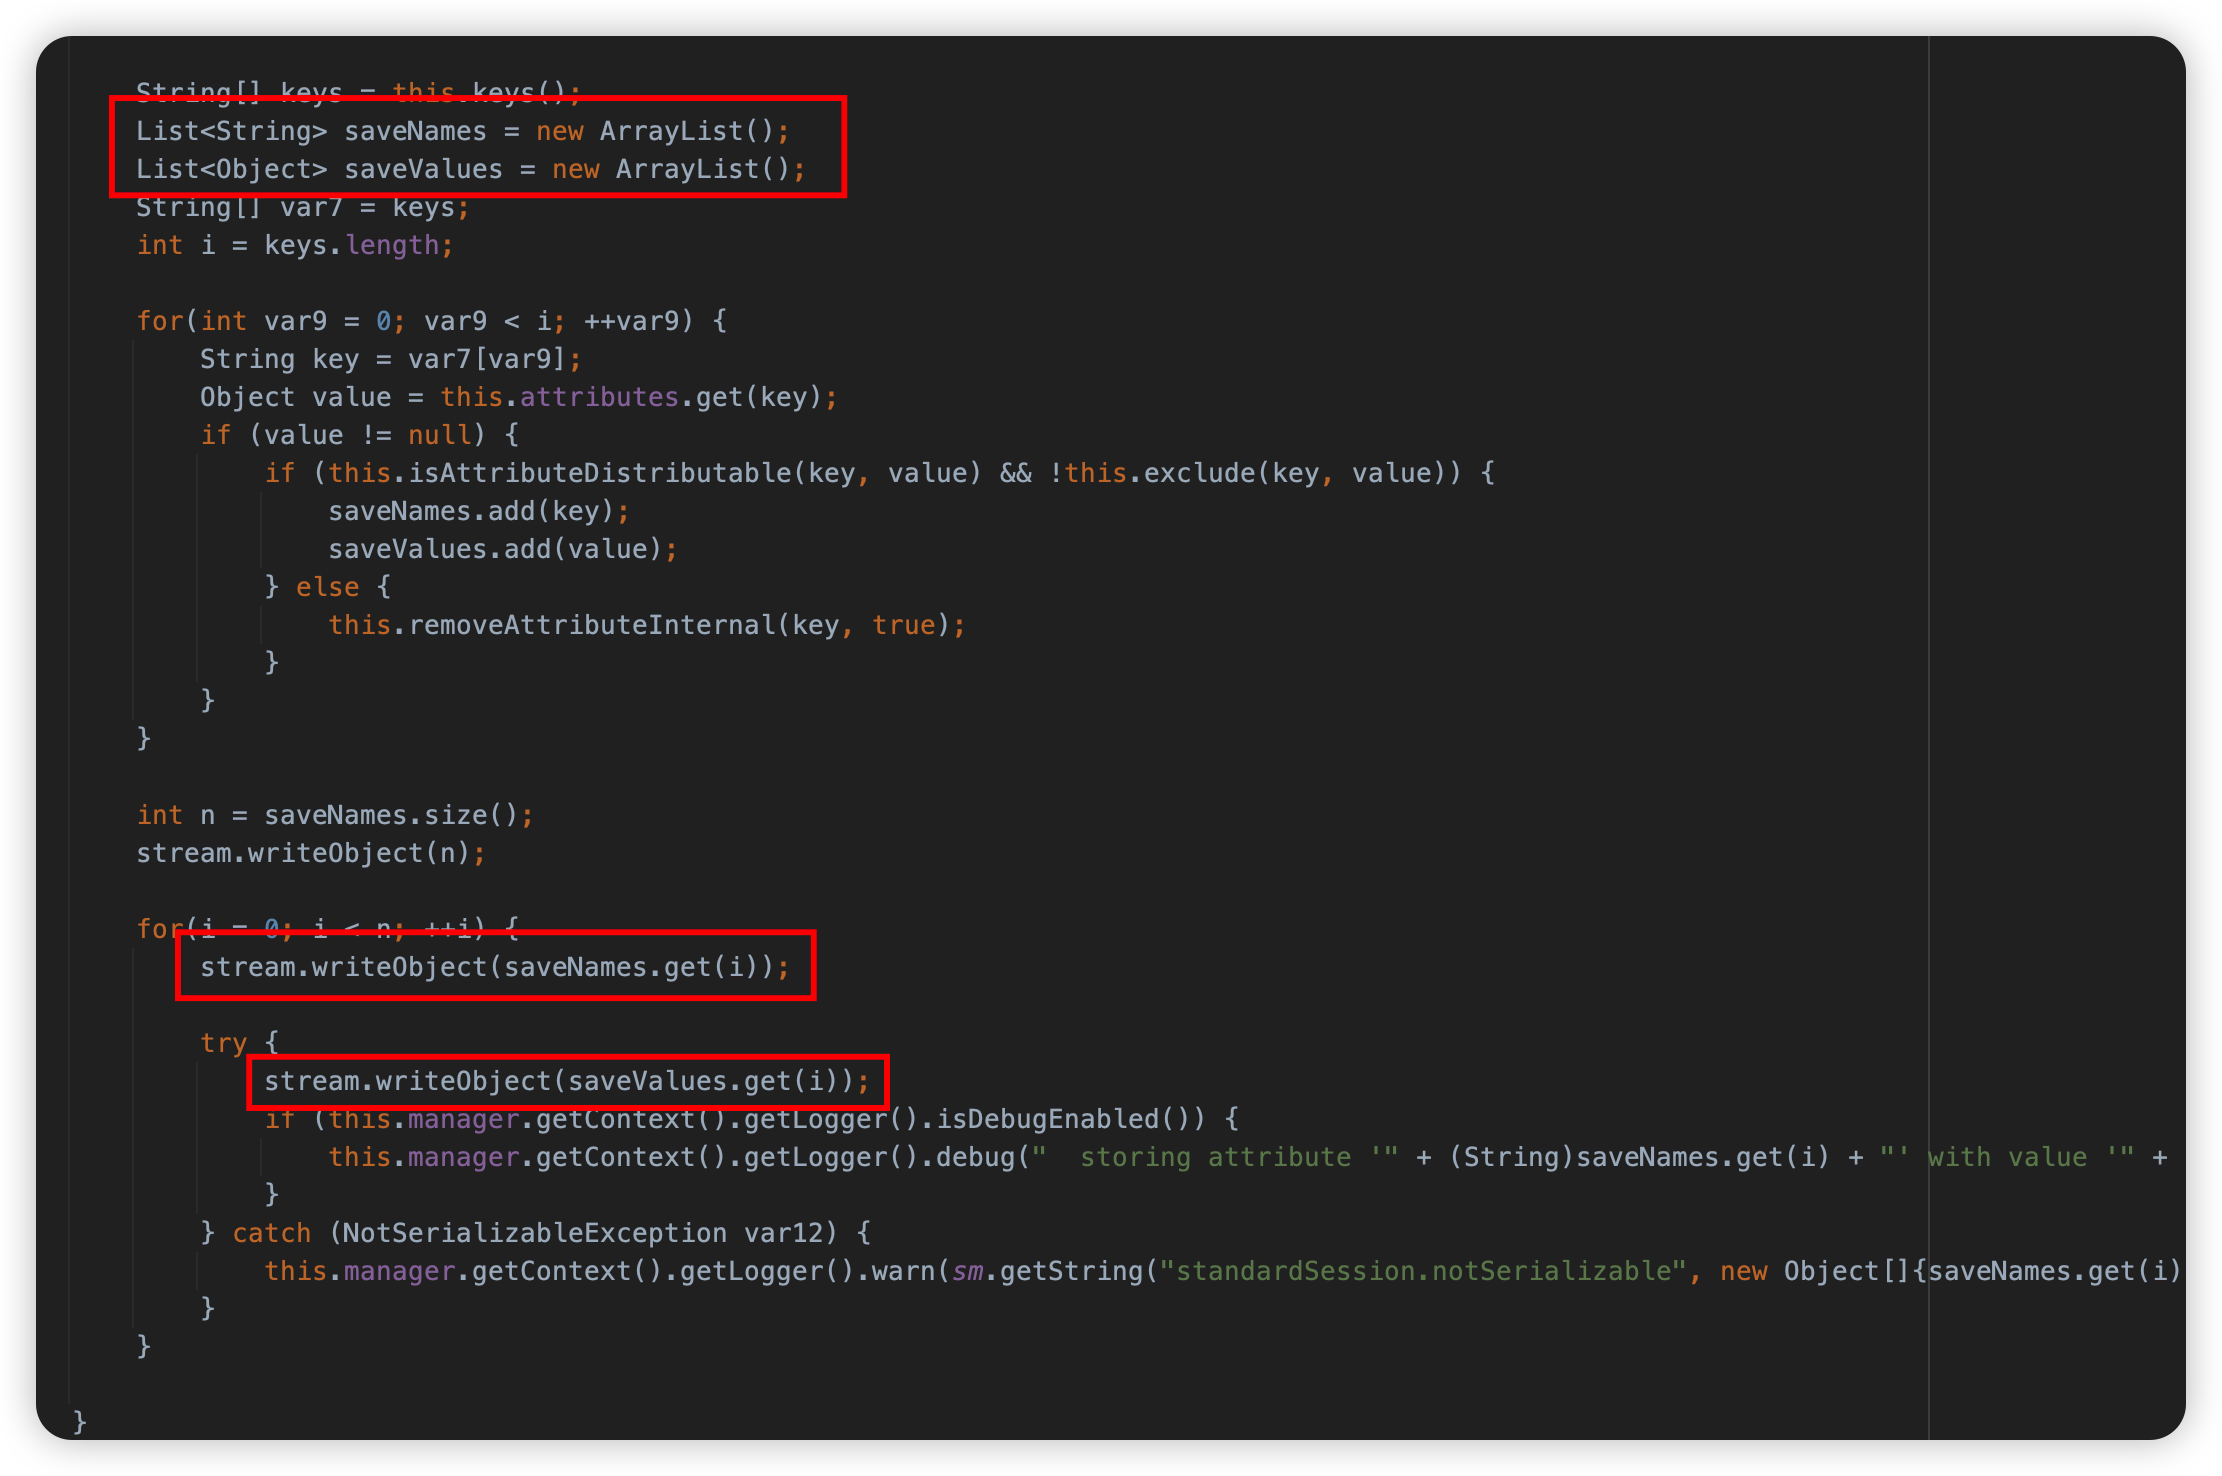 String[] keys = this.keys();
List<String> saveNames = new ArrayList();
List<Object> saveValues = new ArrayList();
String[] var7 = keys;
int i = keys.length;
for(int var9 = 0; var9 < i; ++var9) {
String key = var7[var9];
Object value = this.attributes.get(key);
if (value != null) {
if (this.isAttributeDistributable(key, value) && !this.exclude(key, value)) {
saveNames.add(key);
saveValues.add(value);
} else {
this.removeAttributeInternal(key, true);
}
}
}
int n = saveNames.size();
stream.writeObject(n);
for(i = 0; i < n; ++i) {
stream.writeObject(saveNames.get(i));
try {
stream.writeObject(saveValues.get(i));
if (this.manager.getContext().getLogger().isDebugEnabled()) {
this.manager.getContext().getLogger().debug("  storing attribute '" + (String)saveNames.get(i) + "' with value '" +
}
} catch (NotSerializableException var12) {
this.manager.getContext().getLogger().warn(sm.getString("standardSession.notSerializable", new Object[]{saveNames.get(i)
}
}
}